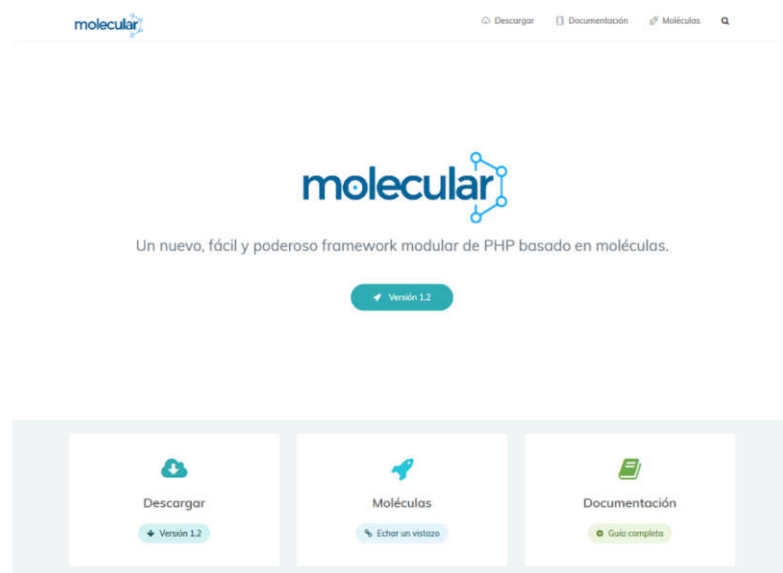 molecular
Descargar Documentación Moléculas
molecular
Un nuevo, fácil y poderoso framework modular de PHP basado en moléculas.
Versión 1.2
Descargar Moléculas Documentación
Versión 1.2 Echar un vistazo Guía completa